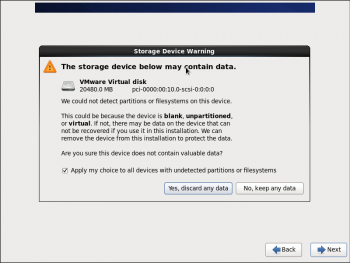 Storage Device Warning
The storage device below may contain data.
VMware Virtual disk
20480.0 MB pci-0000:00:10.0-scsi-0:0:0:0
We could not detect partitions or filesystems on this device.
This could be because the device is blank, unpartitioned,
or virtual. If not, there may be data on the device that can
not be recovered if you use it in this installation. We can
remove the device from this installation to protect the data.
Are you sure this device does not contain valuable data?
Apply my choice to all devices with undetected partitions or filesystems
Yes, discard any data
No, keep any data
Back
Next